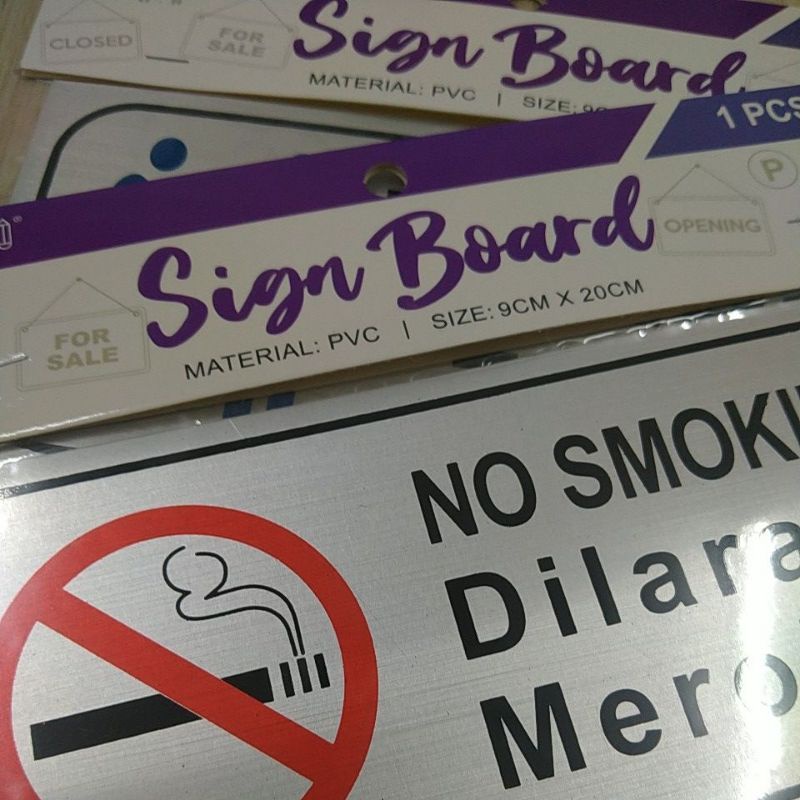 CLOSED
FOR SALE
Sign Board
MATERIAL: PVC | SIZE: 9C
1 PCS
Sign Board
OPENING
P
FOR SALE
MATERIAL: PVC | SIZE: 9CM X 20CM
NO SMOKI
Dilara
Mero